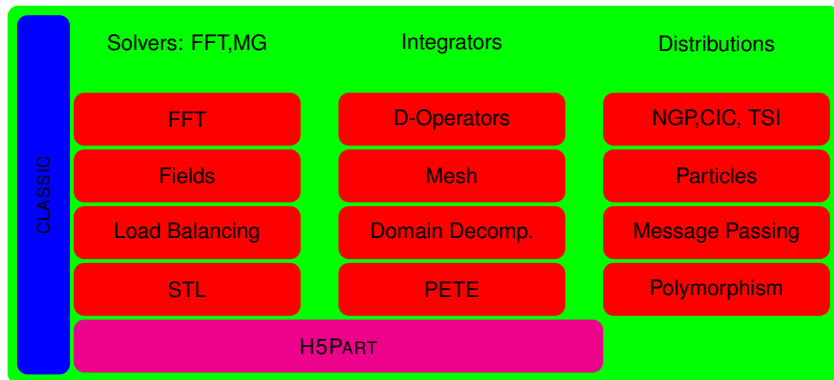 CLASSIC
Solvers: FFT,MG
Integrators
Distributions
FFT
D-Operators
NGP,CIC, TSI
Fields
Mesh
Particles
Load Balancing
Domain Decomp.
Message Passing
STL
PETE
Polymorphism
H5PART